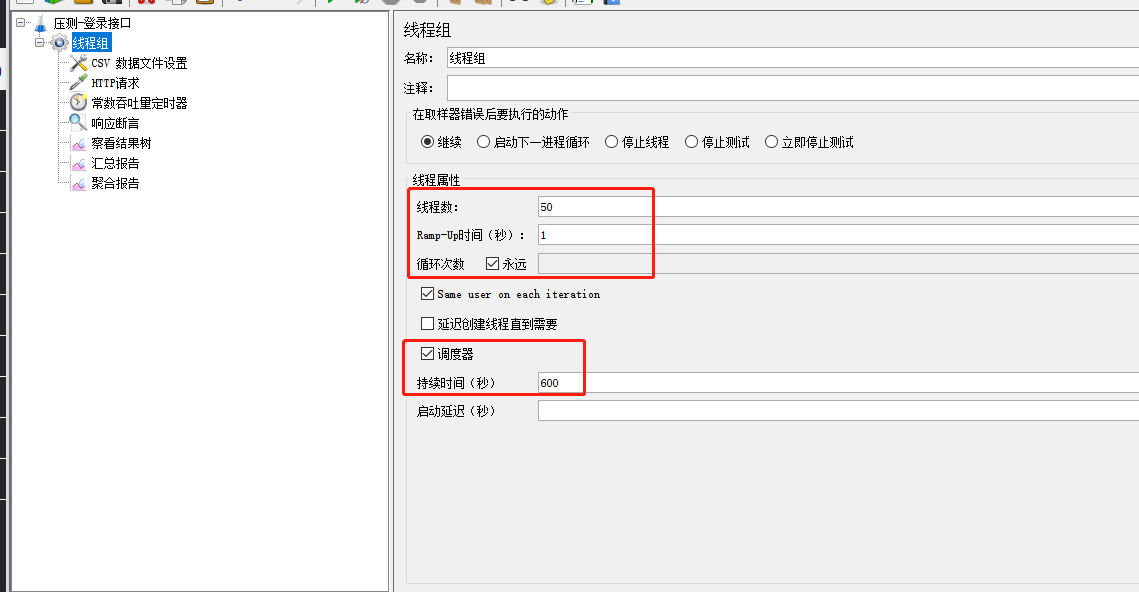 压测-登录接口
线程组
CSV 数据文件设置
HTTP请求
常数吞吐量定时器
响应断言
察看结果树
汇总报告
聚合报告
线程组
名称: 线程组
注释:
在取样器错误后要执行的动作
继续 启动下一进程循环 停止线程 停止测试 立即停止测试
线程属性
线程数: 50
Ramp-Up时间（秒）: 1
循环次数 永远
Same user on each iteration
延迟创建线程直到需要
调度器
持续时间（秒） 600
启动延迟（秒）